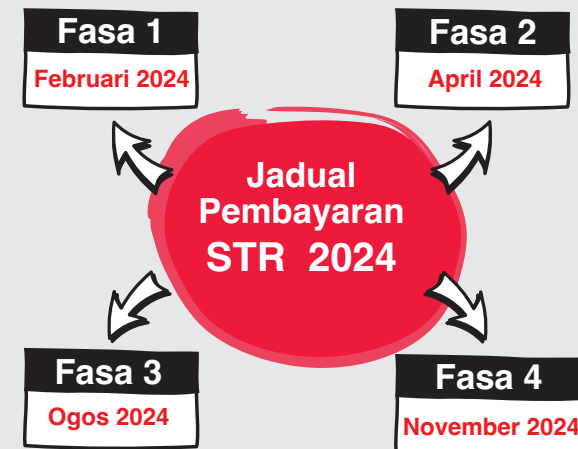 Fasa 1
Februari 2024
Fasa 2
April 2024
Jadual
Pembayaran
STR 2024
Fasa 3
Ogos 2024
Fasa 4
November 2024